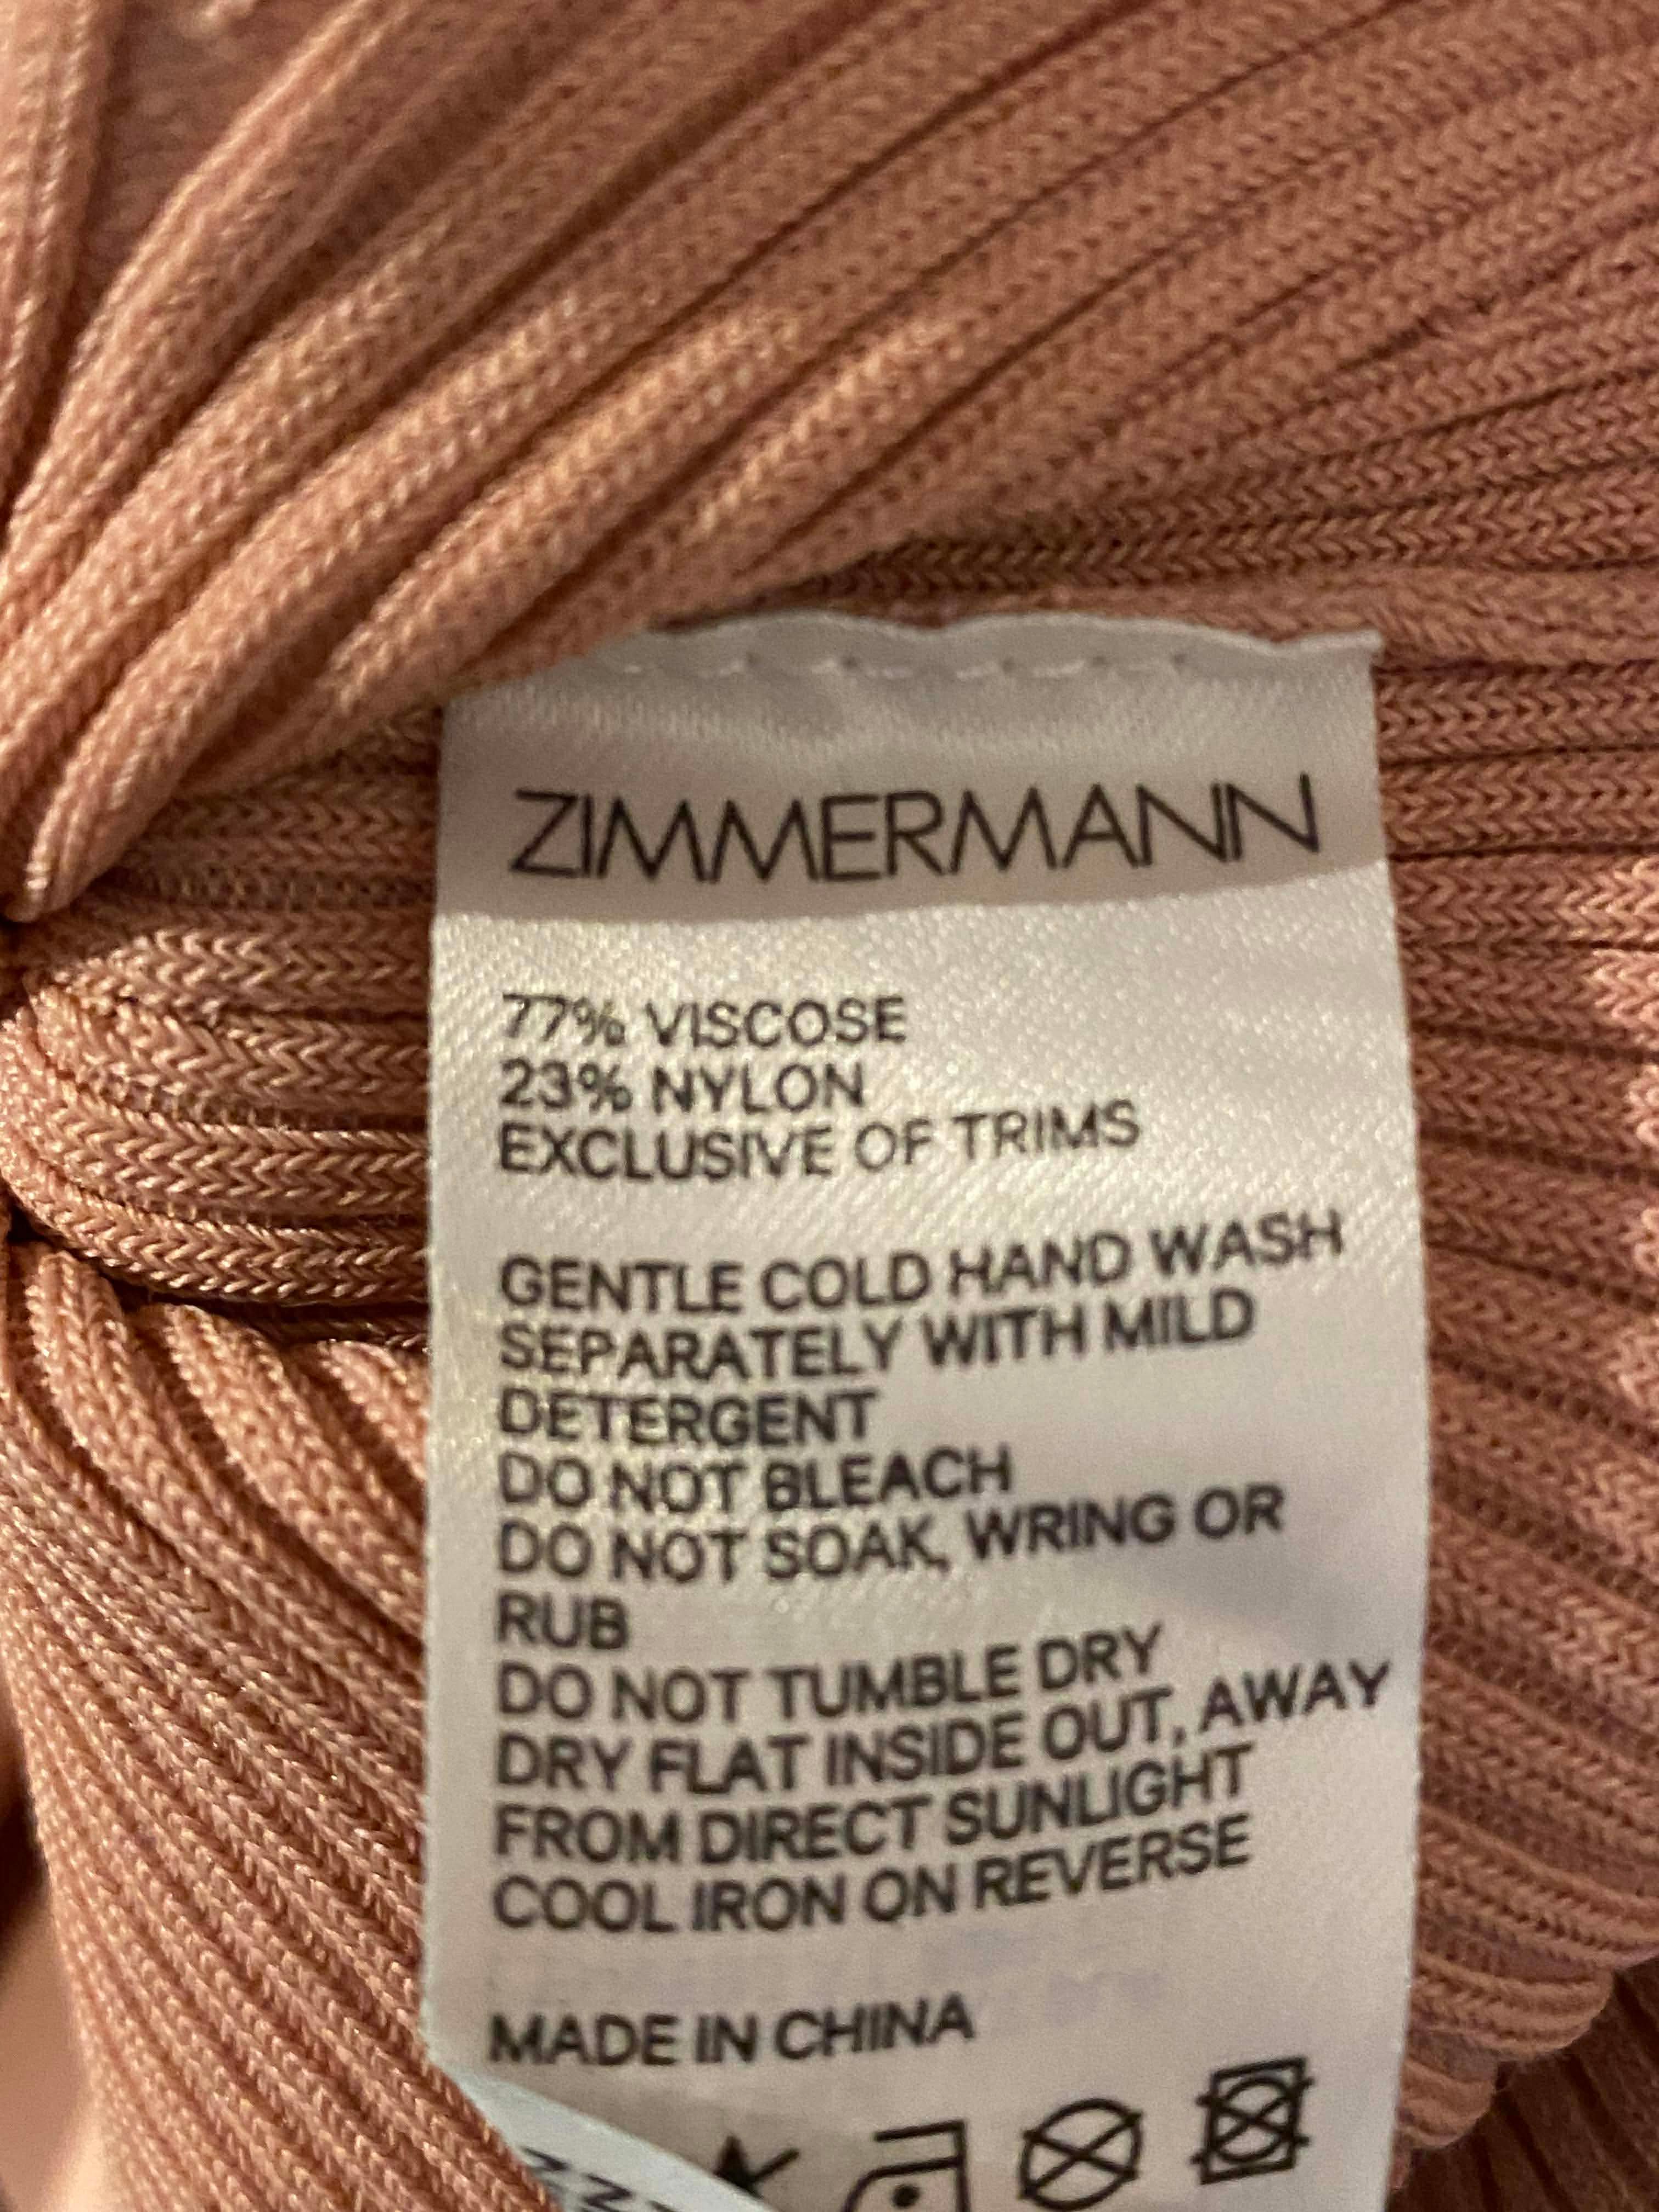 ZIMMERMANN
77% VISCOSE
23% NYLON
EXCLUSIVE OF TRIMS
GENTLE COLD HAND WASH
SEPARATELY WITH MILD
DETERGENT
DO NOT BLEACH
DO NOT SOAK, WRING OR
RUB
DO NOT TUMBLE DRY
DRY FLAT INSIDE OUT, AWAY
FROM DIRECT SUNLIGHT
COOL IRON ON REVERSE
MADE IN CHINA